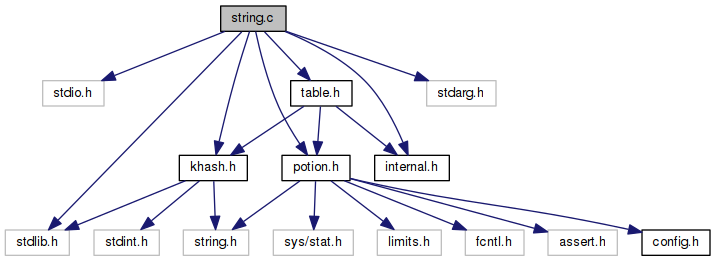 string.c
stdio.h
table.h
stdarg.h
khash.h
potion.h
internal.h
stdlib.h
stdint.h
string.h
sys/stat.h
limits.h
fcntl.h
assert.h
config.h